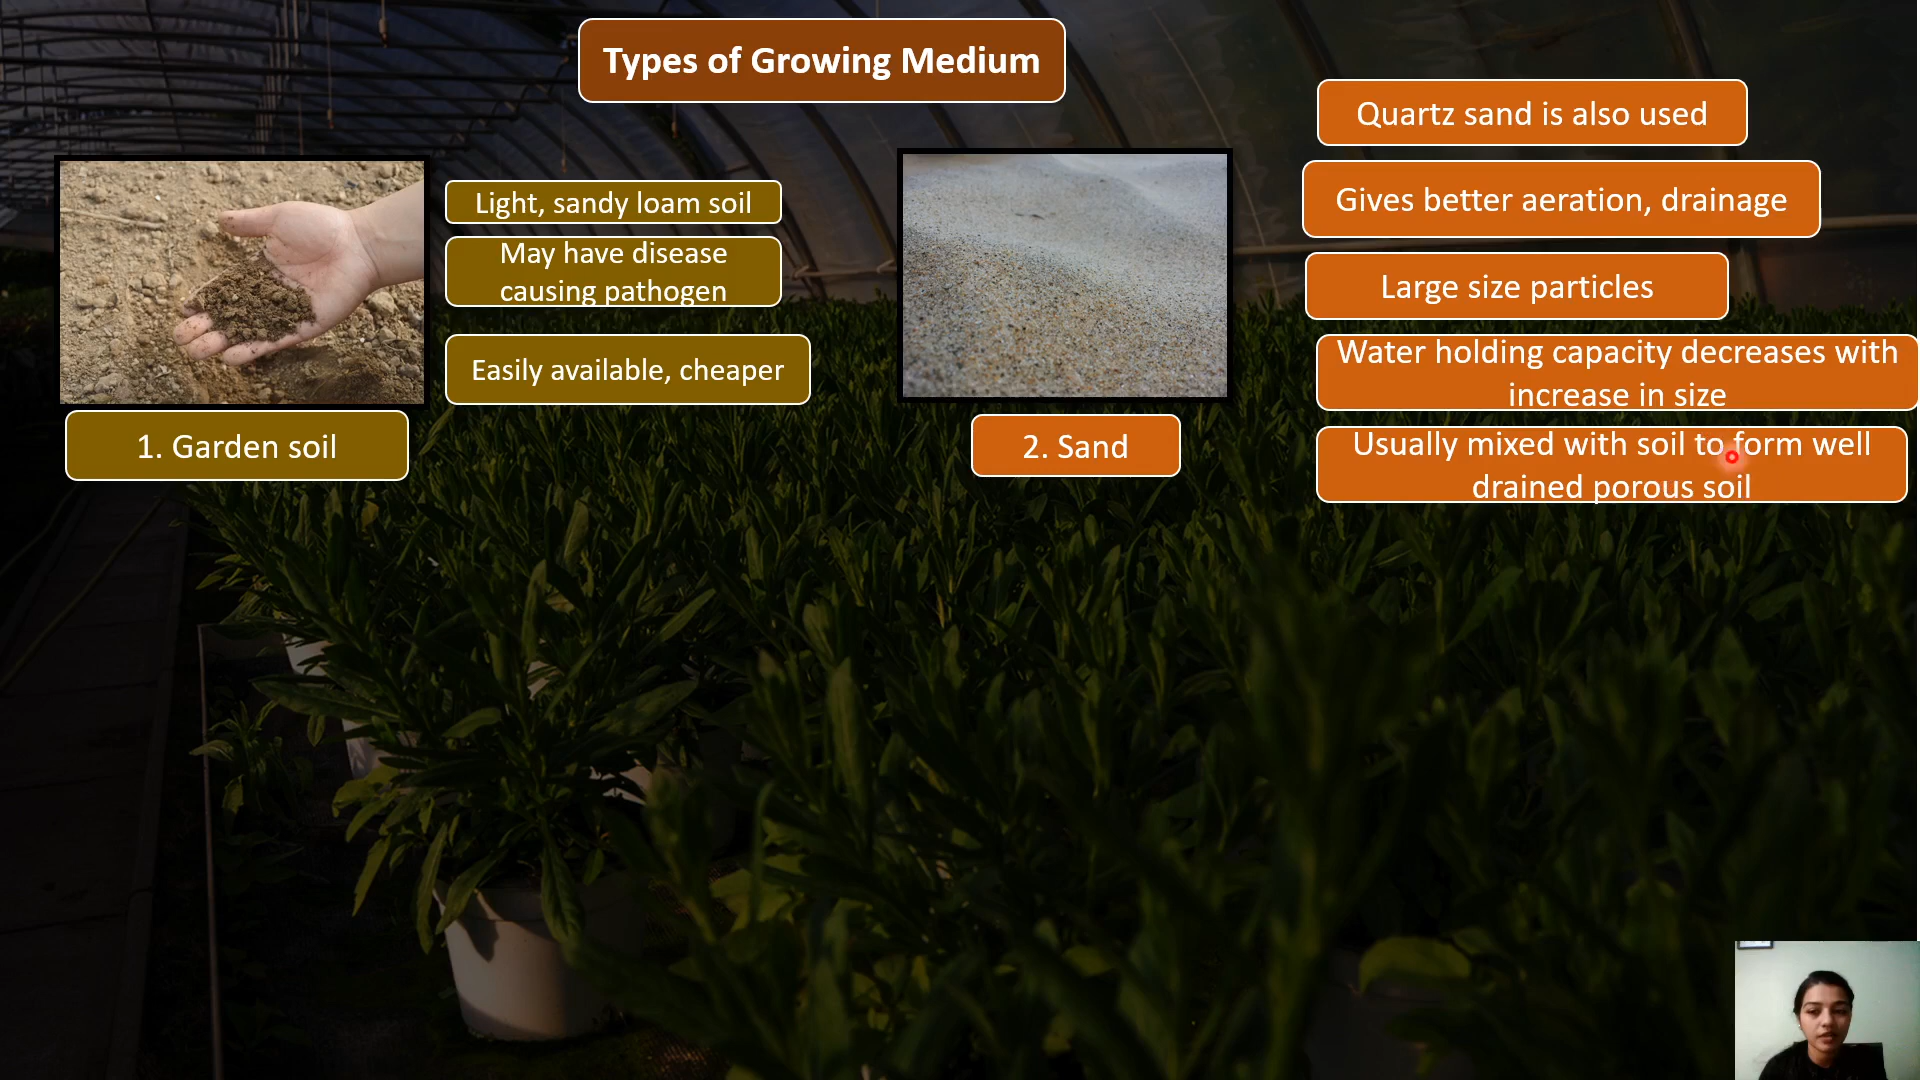 Types of Growing Medium
Light, sandy loam soil
May have disease
causing pathogen
Easily available, cheaper
1. Garden soil
2. Sand
Quartz sand is also used
Gives better aeration, drainage
Large size particles
Water holding capacity decreases with
increase in size
Usually mixed with soil to form well
drained porous soil